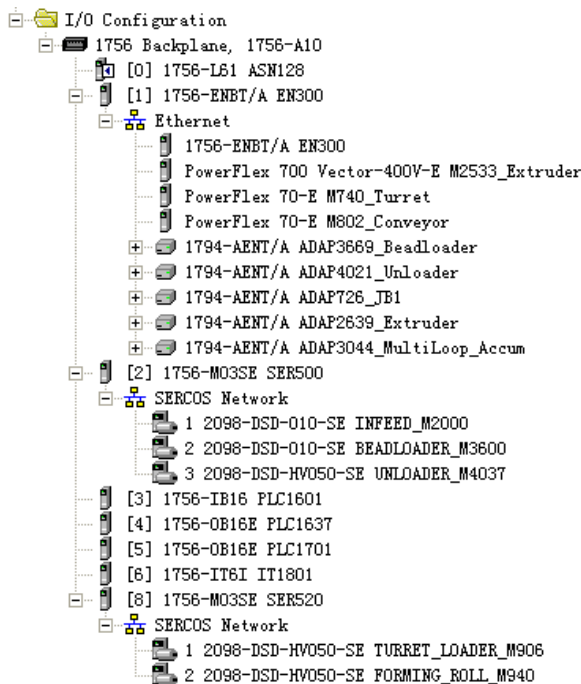 I/O Configuration
1756 Backplane, 1756-A10
[0] 1756-L61 ASN128
[1] 1756-ENBT/A EN300
Ethernet
1756-ENBT/A EN300
PowerFlex 700 Vector-400V-E M2533_Extruder
PowerFlex 70-E M740_Turret
PowerFlex 70-E M802_Conveyor
1794-AENT/A ADAP3669_Beadloader
1794-AENT/A ADAP4021_Unloader
1794-AENT/A ADAP726_JB1
1794-AENT/A ADAP2639_Extruder
1794-AENT/A ADAP3044_MultiLoop_Accum
[2] 1756-M03SE SER500
SERCOS Network
1 2098-DSD-010-SE INFEED_M2000
2 2098-DSD-010-SE BEADLOADER_M3600
3 2098-DSD-HV050-SE UNLOADER_M4037
[3] 1756-IB16 PLC1601
[4] 1756-OB16E PLC1637
[5] 1756-OB16E PLC1701
[6] 1756-IT6I IT1801
[8] 1756-M03SE SER520
SERCOS Network
1 2098-DSD-HV050-SE TURRET_LOADER_M906
2 2098-DSD-HV050-SE FORMING_ROLL_M940